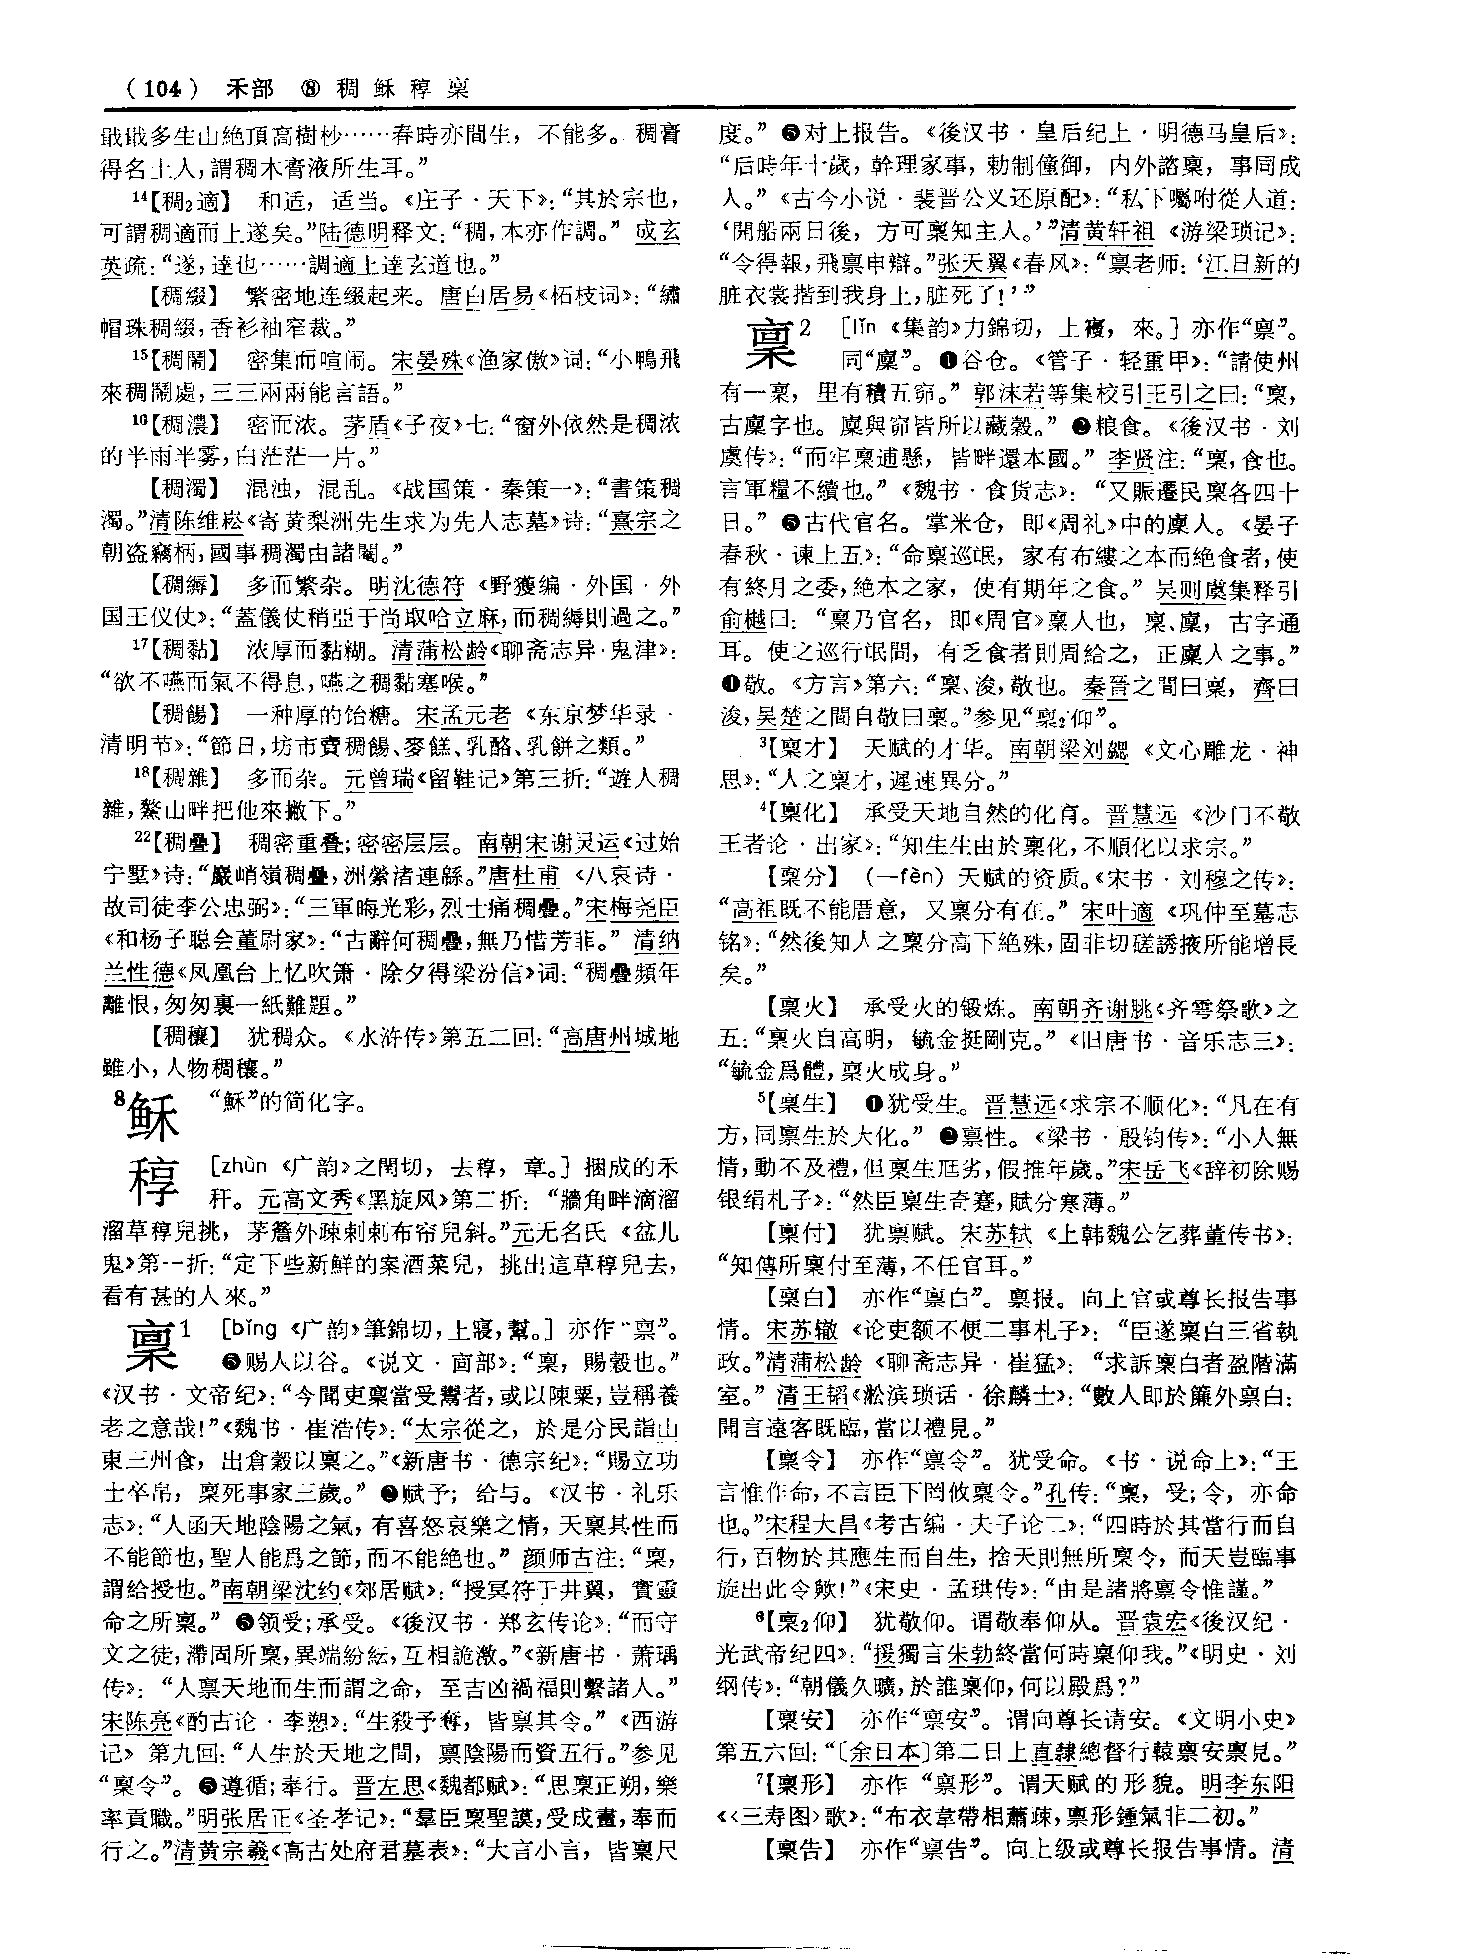 (104) 禾部 ⑧ 稠 稣 稕 稟
戢戢多生山絶頂高樹杪……春時亦間生，不能多。稠膏
得名土人，謂稠木膏液所生耳。”
14【稠₂適】 和适，适当。《庄子·天下》：“其於宗也，
可謂稠適而上遂矣。”陆德明释文：“稠，本亦作調。” 成玄
英疏：“遂，達也……調適上達玄道也。”
【稠綴】 繁密地连缀起来。唐白居易《柘枝词》：“繡
帽珠稠綴，香衫袖窄裁。”
15【稠鬧】 密集而喧闹。宋晏殊《渔家傲》词：“小鴨飛
來稠鬧處，三三兩兩能言語。”
16【稠濃】 密而浓。茅盾《子夜》七：“窗外依然是稠浓
的半雨半雾，白茫茫一片。”
【稠濁】 混浊，混乱。《战国策·秦策一》：“書策稠
濁。”清陈维崧《寄黄梨洲先生求为先人志墓》诗：“熹宗之
朝盗竊柄，國事稠濁由諸閹。”
【稠縟】 多而繁杂。明沈德符《野獲编·外国·外
国王仪仗》：“蓋儀仗稍亞于尚取哈立麻，而稠縟則過之。”
17【稠黏】 浓厚而黏糊。清蒲松龄《聊斋志异·鬼津》：
“欲不嚥而氣不得息，嚥之稠黏塞喉。”
【稠餳】 一种厚的饴糖。宋孟元老《东京梦华录·
清明节》：“節日，坊市賣稠餳、麥餻、乳酪、乳餅之類。”
18【稠雜】 多而杂。元曾瑞《留鞋记》第三折：“遊人稠
雜，鰲山畔把他來撇下。”
22【稠疊】 稠密重叠；密密层层。南朝宋谢灵运《过始
宁墅》诗：“巖峭嶺稠疊，洲縈渚連緜。”唐杜甫《八哀诗·
故司徒李公忠弼》：“三軍晦光彩，烈士痛稠疊。”宋梅尧臣
《和杨子聪会董尉家》：“古辭何稠疊，無乃惜芳菲。” 清纳
兰性德《凤凰台上忆吹箫·除夕得梁汾信》词：“稠疊頻年
離恨，匆匆裏一紙難題。”
【稠穰】 犹稠众。《水浒传》第五二回：“高唐州城地
雖小，人物稠穰。”
8稣 “穌”的简化字。
稕 [zhùn《广韵》之閏切，去稕，章。] 捆成的禾
秆。元高文秀《黑旋风》第二折：“牆角畔滴溜
溜草稕兒挑，茅簷外疎剌剌布帘兒斜。”元无名氏《盆儿
鬼》第一折：“定下些新鮮的案酒菜兒，挑出這草稕兒去，
看有甚的人來。”
稟1 [bǐng《广韵》筆錦切，上寑，幫。] 亦作“禀”。
❶赐人以谷。《说文·㐭部》：“稟，賜穀也。”
《汉书·文帝纪》：“今聞吏稟當受鬻者，或以陳粟，豈稱養
老之意哉！”《魏书·崔浩传》：“太宗從之，於是分民詣山
東三州食，出倉穀以稟之。”《新唐书·德宗纪》：“賜立功
士卒帛，稟死事家三歲。” ❷赋予；给与。《汉书·礼乐
志》：“人函天地陰陽之氣，有喜怒哀樂之情，天稟其性而
不能節也，聖人能爲之節，而不能絶也。”颜师古注：“稟，
謂給授也。”南朝梁沈约《郊居赋》：“授冥符于井翼，實靈
命之所稟。” ❸领受；承受。《後汉书·郑玄传论》：“而守
文之徒，滯固所稟，異端紛紜，互相詭激。”《新唐书·萧瑀
传》：“人禀天地而生而謂之命，至吉凶禍福則繫諸人。”
宋陈亮《酌古论·李愬》：“生殺予奪，皆稟其令。”《西游
记》第九回：“人生於天地之間，禀陰陽而資五行。”参见
“稟令”。❹遵循；奉行。晋左思《魏都赋》：“思稟正朔，樂
率貢職。”明张居正《圣孝记》：“羣臣稟聖謨，受成畫，奉而
行之。”清黄宗羲《高古处府君墓表》：“大言小言，皆稟尺
度。” ❺对上报告。《後汉书·皇后纪上·明德马皇后》：
“后時年十歲，幹理家事，勑制僮御，内外諮稟，事同成
人。”《古今小说·裴晋公义还原配》：“私下囑咐從人道：
‘開船兩日後，方可稟知主人。’”清黄轩祖《游梁琐记》：
“令得報，飛禀申辯。”张天翼《春风》：“禀老师：‘江日新的
脏衣裳揩到我身上，脏死了！’”
稟2 [lǐn《集韵》力錦切，上寑，來。] 亦作“禀”。
同“廩”。❶谷仓。《管子·轻重甲》：“請使州
有一稟，里有積五窌。” 郭沫若等集校引王引之曰：“稟，
古廩字也。廩與窌皆所以藏穀。” ❷粮食。《後汉书·刘
虞传》：“而牢稟逋懸，皆畔還本國。” 李贤注：“稟，食也。
言軍糧不續也。”《魏书·食货志》：“又賑遷民稟各四十
日。” ❸古代官名。掌米仓，即《周礼》中的廩人。《晏子
春秋·谏上五》：“命稟巡氓，家有布縷之本而絶食者，使
有終月之委，絶本之家，使有期年之食。” 吴则虞集释引
俞樾曰：“稟乃官名，即《周官》稟人也，稟、廩，古字通
耳。使之巡行氓間，有乏食者則周給之，正廩人之事。”
❹敬。《方言》第六：“稟、浚，敬也。秦晋之間曰稟，齊曰
浚，吴楚之間自敬曰稟。”参见“稟₂仰”。
3【稟才】 天赋的才华。南朝梁刘勰《文心雕龙·神
思》：“人之稟才，遲速異分。”
4【稟化】 承受天地自然的化育。晋慧远《沙门不敬
王者论·出家》：“知生生由於稟化，不順化以求宗。”
【稟分】 (—fèn) 天赋的资质。《宋书·刘穆之传》：
“高祖既不能厝意，又稟分有在。” 宋叶適《巩仲至墓志
铭》：“然後知人之稟分高下絶殊，固非切磋誘掖所能增長
矣。”
【稟火】 承受火的锻炼。南朝齐谢朓《齐雩祭歌》之
五：“稟火自高明，毓金挺剛克。”《旧唐书·音乐志三》：
“毓金爲體，稟火成身。”
5【稟生】 ❶犹受生。晋慧远《求宗不顺化》：“凡在有
方，同禀生於大化。” ❷禀性。《梁书·殷钧传》：“小人無
情，動不及禮，但稟生尫劣，假推年歲。”宋岳飞《辞初除赐
银绢札子》：“然臣稟生奇蹇，賦分寒薄。”
【稟付】 犹禀赋。宋苏轼《上韩魏公乞葬董传书》：
“知傳所稟付至薄，不任官耳。”
【稟白】 亦作“禀白”。禀报。向上官或尊长报告事
情。宋苏辙《论吏额不便二事札子》：“臣遂稟白三省執
政。”清蒲松龄《聊斋志异·崔猛》：“求訴稟白者盈階滿
室。” 清王韬《淞滨琐话·徐麟士》：“數人即於簾外禀白：
開言遠客既臨，當以禮見。”
【稟令】 亦作“禀令”。犹受命。《书·说命上》：“王
言惟作命，不言臣下罔攸稟令。”孔传：“稟，受；令，亦命
也。”宋程大昌《考古编·夫子论二》：“四時於其當行而自
行，百物於其應生而自生，捨天則無所稟令，而天豈臨事
旋出此令歟！”《宋史·孟珙传》：“由是諸將禀令惟謹。”
6【稟₂仰】 犹敬仰。谓敬奉仰从。晋袁宏《後汉纪·
光武帝纪四》：“援獨言朱勃終當何時稟仰我。”《明史·刘
纲传》：“朝儀久曠，於誰稟仰，何以殿爲？”
【稟安】 亦作“禀安”。谓向尊长请安。《文明小史》
第五六回：“〔余日本〕第二日上直隸總督行轅禀安禀見。”
7【稟形】 亦作“禀形”。谓天赋的形貌。明李东阳
《〈三寿图〉歌》：“布衣韋帶相蕭疎，禀形鍾氣非二初。”
【稟告】 亦作“禀告”。向上级或尊长报告事情。清